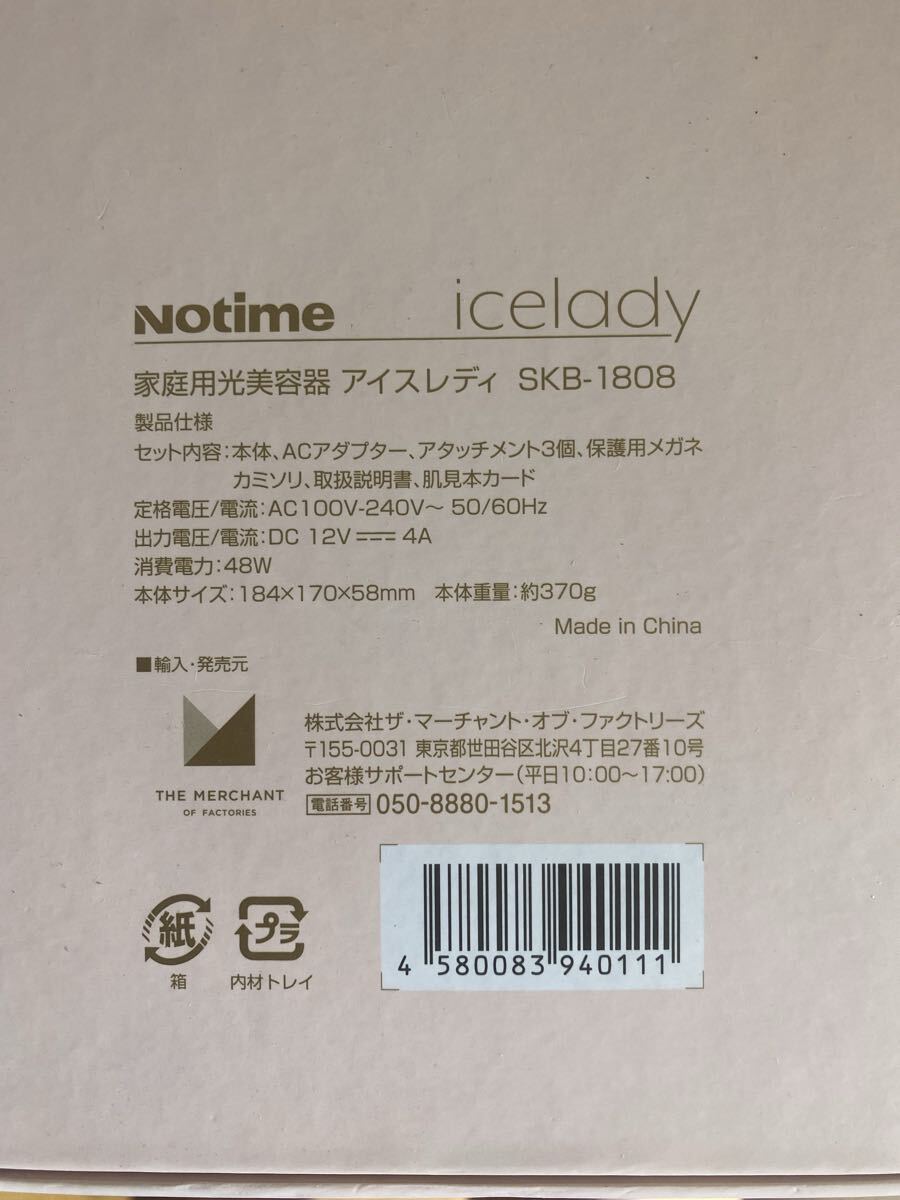 Notime icelady
家庭用光美容器 アイスレディ SKB-1808
製品仕様
セット内容:本体、ACアダプター、アタッチメント3個、保護用メガネ
カミソリ、取扱説明書、肌見本カード
定格電圧/電流:AC100V-240V～ 50/60Hz
出力電圧/電流:DC 12V⎓4A
消費電力:48W
本体サイズ:184×170×58mm 本体重量:約370g
Made in China
■輸入・発売元
株式会社ザ・マーチャント・オブ・ファクトリーズ
〒155-0031 東京都世田谷区北沢4丁目27番10号
お客様サポートセンター(平日10:00～17:00)
電話番号 050-8880-1513
THE MERCHANT
OF FACTORIES
紙
箱
プラ
内材トレイ
4 580083 940111